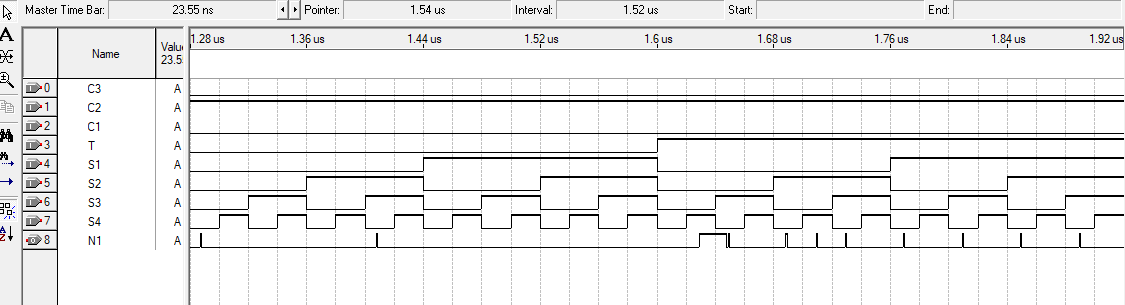 Master Time Bar: 23.55 ns Pointer: 1.54 us Interval: 1.52 us Start: End:
Name Value 23.5
1.28 us 1.36 us 1.44 us 1.52 us 1.6 us 1.68 us 1.76 us 1.84 us 1.92 us
0 C3 A
1 C2 A
2 C1 A
3 T A
4 S1 A
5 S2 A
6 S3 A
7 S4 A
8 N1 A